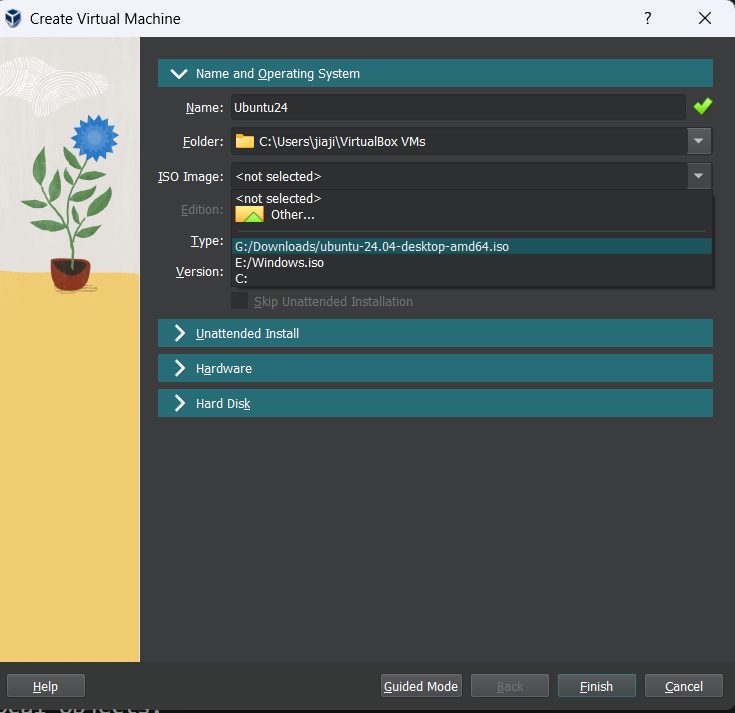 Create Virtual Machine
?
Name and Operating System
Name: Ubuntu24
Folder: C:\Users\jiaji\VirtualBox VMs
ISO Image: <not selected>
<not selected>
Edition:
Other...
Type:
G:/Downloads/ubuntu-24.04-desktop-amd64.iso
Version:
E:/Windows.iso
C:
Skip Unattended Installation
Unattended Install
Hardware
Hard Disk
Help Guided Mode Back Finish Cancel